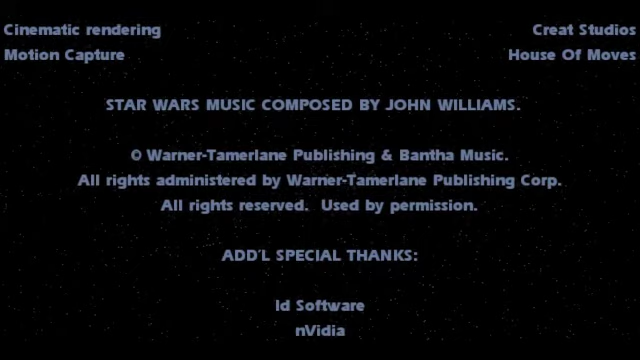 Cinematic rendering Creat Studios
Motion Capture House Of Moves
STAR WARS MUSIC COMPOSED BY JOHN WILLIAMS.
© Warner-Tamerlane Publishing & Bantha Music.
All rights administered by Warner-Tamerlane Publishing Corp.
All rights reserved. Used by permission.
ADD'L SPECIAL THANKS:
Id Software
nVidia